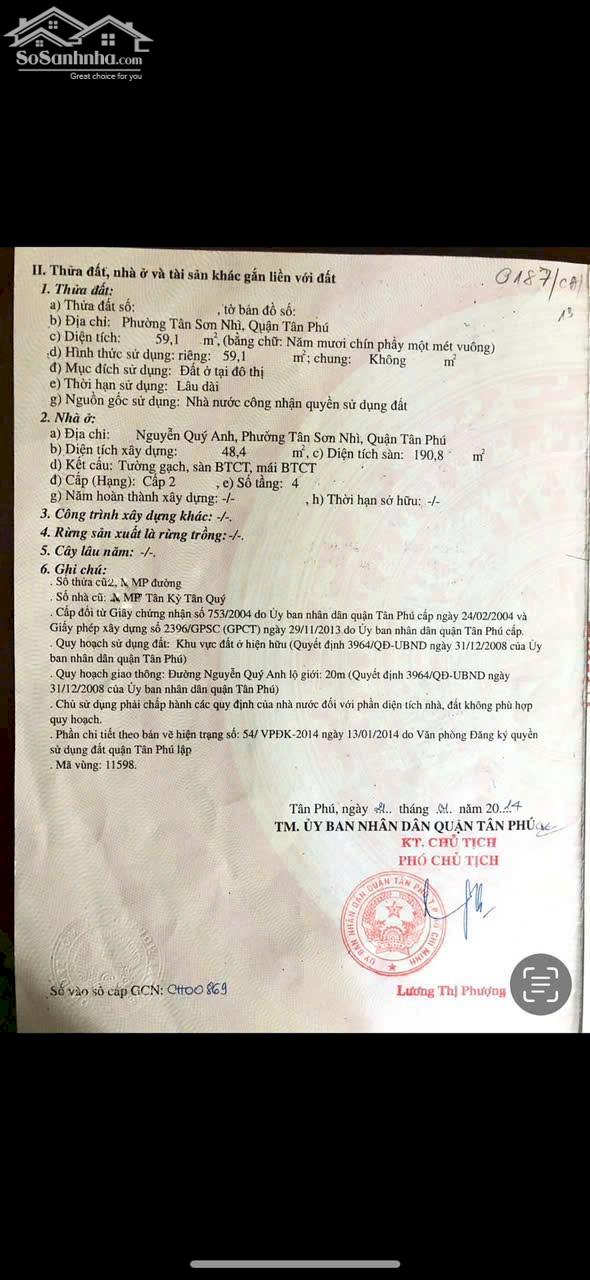 SoSanhnha.com
Great choice for you
II. Thửa đất, nhà ở và tài sản khác gắn liền với đất
1. Thửa đất:
a) Thửa đất số: , tờ bản đồ số:
b) Địa chỉ: Phường Tân Sơn Nhì, Quận Tân Phú
c) Diện tích: 59,1 m², (bằng chữ: Năm mươi chín phẩy một mét vuông)
d) Hình thức sử dụng: riêng: 59,1 m²; chung: Không m²
đ) Mục đích sử dụng: Đất ở tại đô thị
e) Thời hạn sử dụng: Lâu dài
g) Nguồn gốc sử dụng: Nhà nước công nhận quyền sử dụng đất
2. Nhà ở:
a) Địa chỉ: Nguyễn Quý Anh, Phường Tân Sơn Nhì, Quận Tân Phú
b) Diện tích xây dựng: 48,4 m², c) Diện tích sàn: 190,8 m²
d) Kết cấu: Tường gạch, sàn BTCT, mái BTCT
đ) Cấp (Hạng): Cấp 2 , e) Số tầng: 4
g) Năm hoàn thành xây dựng: -/- , h) Thời hạn sở hữu: -/-
3. Công trình xây dựng khác: -/-.
4. Rừng sản xuất là rừng trồng: -/-.
5. Cây lâu năm: -/-.
6. Ghi chú:
. Số thửa cũ MP đường
. Số nhà cũ: MP Tân Kỳ Tân Quý
. Cấp đổi từ Giấy chứng nhận số 753/2004 do Ủy ban nhân dân quận Tân Phú cấp ngày 24/02/2004 và
Giấy phép xây dựng số 2396/GPSC (GPCT) ngày 29/11/2013 do Ủy ban nhân dân quận Tân Phú cấp.
. Quy hoạch sử dụng đất: Khu vực đất ở hiện hữu (Quyết định 3964/QĐ-UBND ngày 31/12/2008 của Ủy
ban nhân dân quận Tân Phú)
. Quy hoạch giao thông: Đường Nguyễn Quý Anh lộ giới: 20m (Quyết định 3964/QĐ-UBND ngày
31/12/2008 của Ủy ban nhân dân quận Tân Phú)
. Chủ sử dụng phải chấp hành các quy định của nhà nước đối với phần diện tích nhà, đất không phù hợp
quy hoạch.
. Phần chi tiết theo bản vẽ hiện trạng số: 54/ VPĐK-2014 ngày 13/01/2014 do Văn phòng Đăng ký quyền
sử dụng đất quận Tân Phú lập
. Mã vùng: 11598.
Tân Phú, ngày 21.. tháng .01. năm 2014
TM. ỦY BAN NHÂN DÂN QUẬN TÂN PHÚ
KT. CHỦ TỊCH
PHÓ CHỦ TỊCH
Số vào sổ cấp GCN: CH00869
Lương Thị Phượng